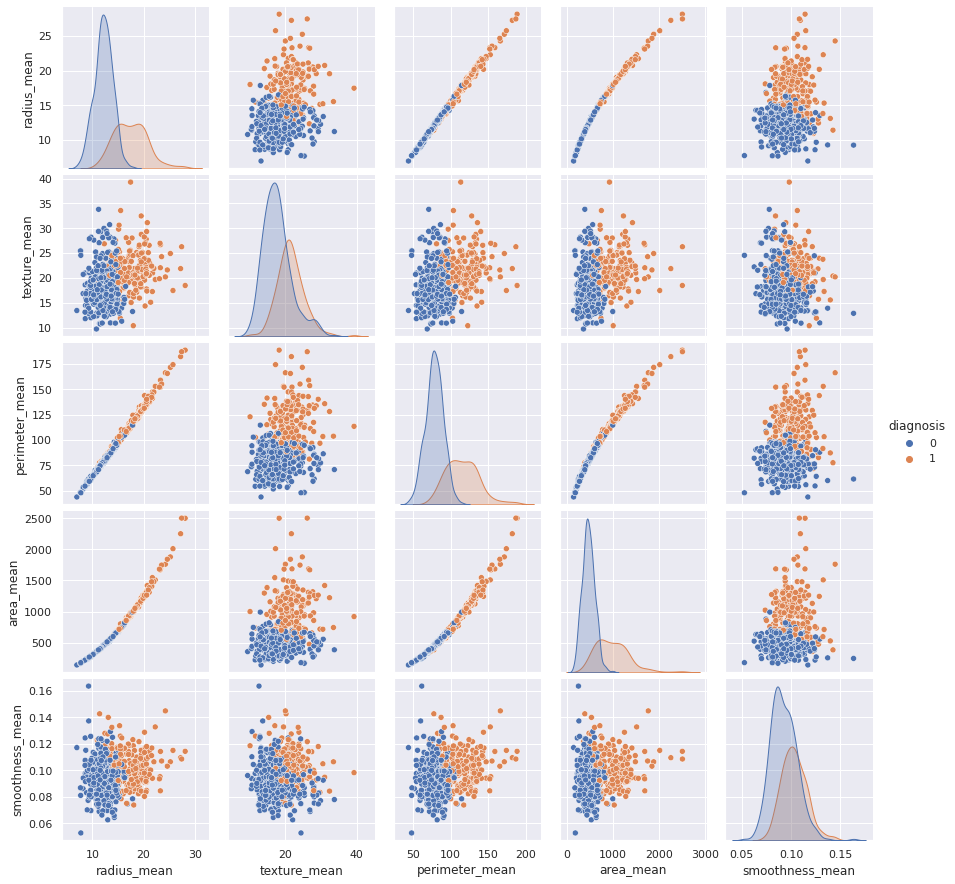 radius_mean
25
20
15
10
texture_mean
40
35
30
25
20
15
10
perimeter_mean
175
150
125
100
75
50
diagnosis
0
1
area_mean
2500
2000
1500
1000
500
smoothness_mean
0.16
0.14
0.12
0.10
0.08
0.06
10 20 30
20 40
50 100 150 200
0 1000 2000 3000
0.05 0.10 0.15
radius_mean
texture_mean
perimeter_mean
area_mean
smoothness_mean